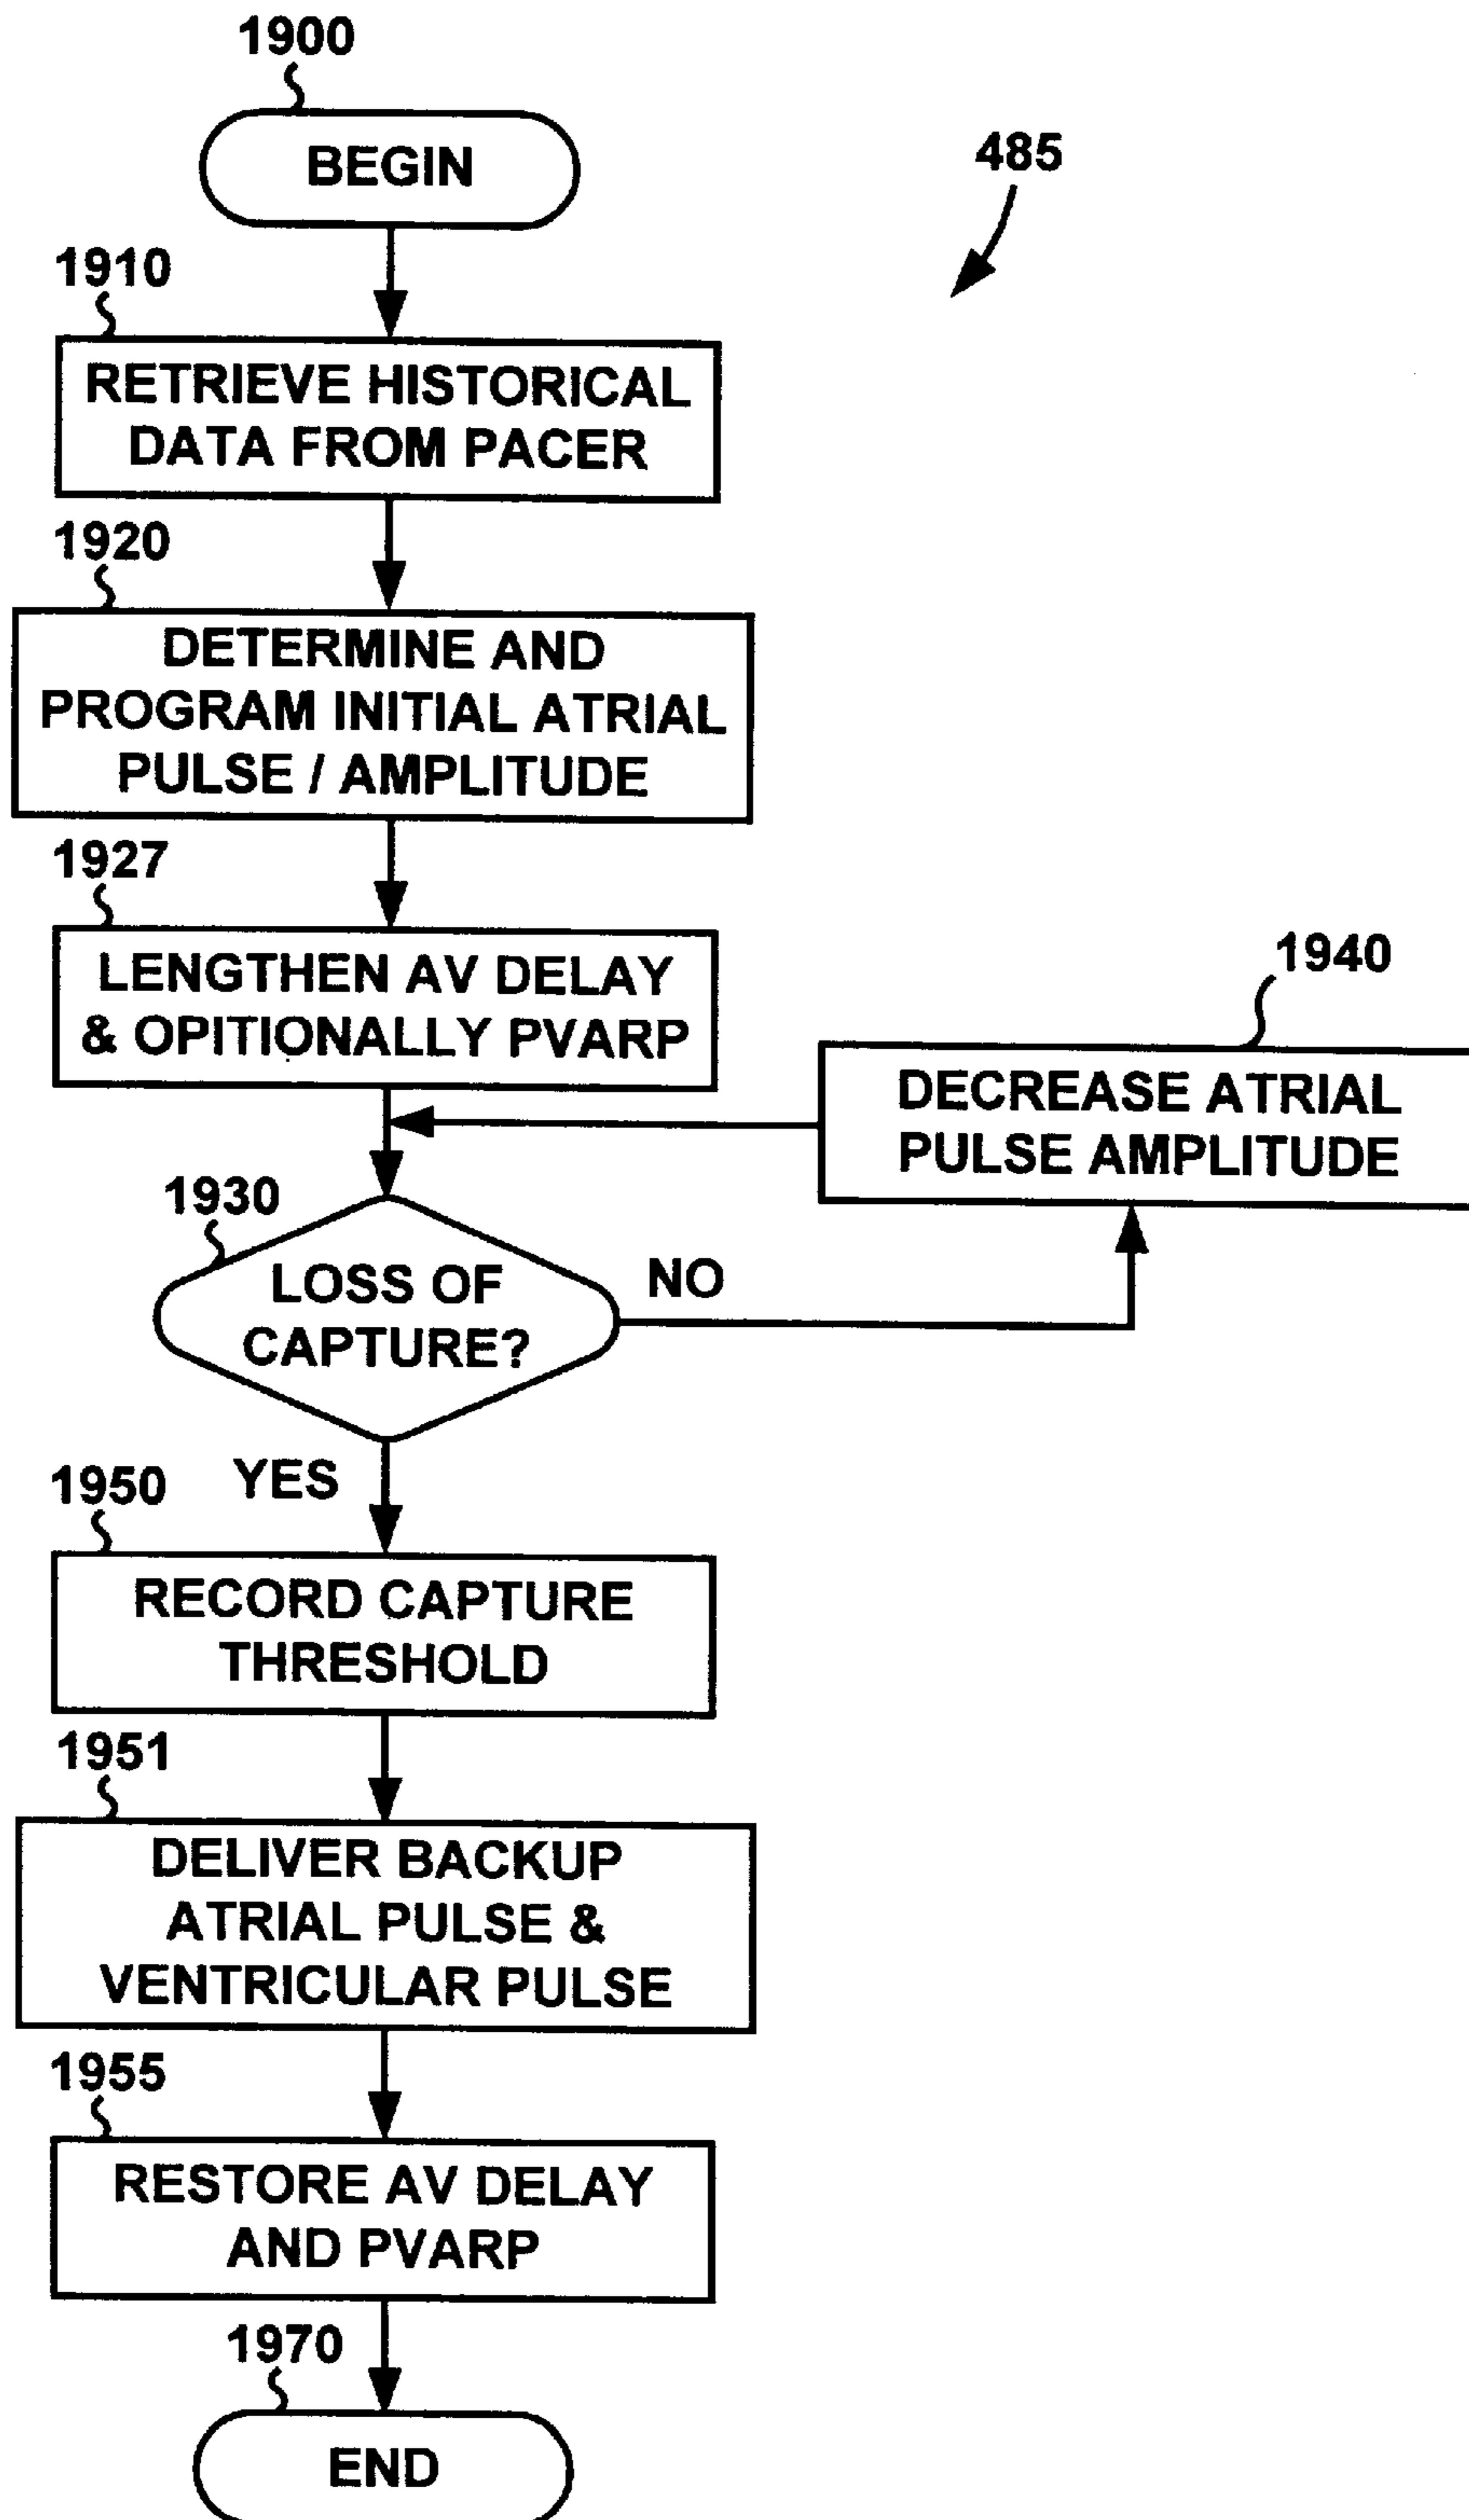 1900
BEGIN
485
1910
RETRIEVE HISTORICAL
DATA FROM PACER
1920
DETERMINE AND
PROGRAM INITIAL ATRIAL
PULSE / AMPLITUDE
1927
LENGTHEN AV DELAY
& OPITIONALLY PVARP
1940
DECREASE ATRIAL
PULSE AMPLITUDE
1930
LOSS OF
CAPTURE?
NO
YES
1950
RECORD CAPTURE
THRESHOLD
1951
DELIVER BACKUP
ATRIAL PULSE &
VENTRICULAR PULSE
1955
RESTORE AV DELAY
AND PVARP
1970
END